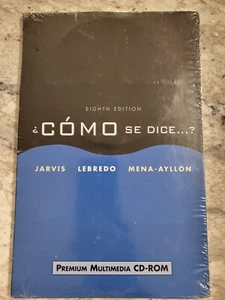 EIGHTH EDITION
¿CÓMO SE DICE...?
JARVIS LEBREDO MENA-AYLLÓN
PREMIUM MULTIMEDIA CD-ROM